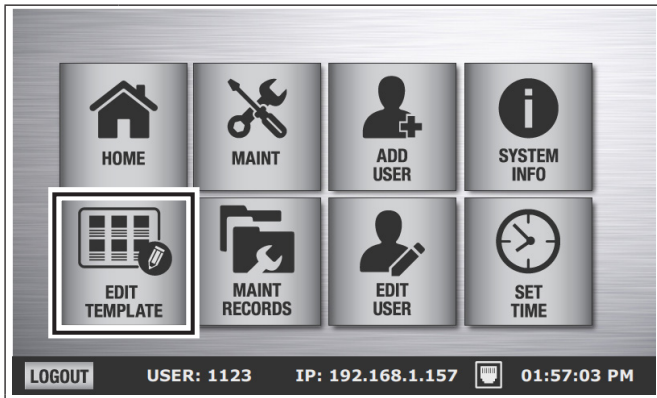 HOME
MAINT
ADD
USER
SYSTEM
INFO
EDIT
TEMPLATE
MAINT
RECORDS
EDIT
USER
SET
TIME
LOGOUT USER: 1123 IP: 192.168.1.157 01:57:03 PM